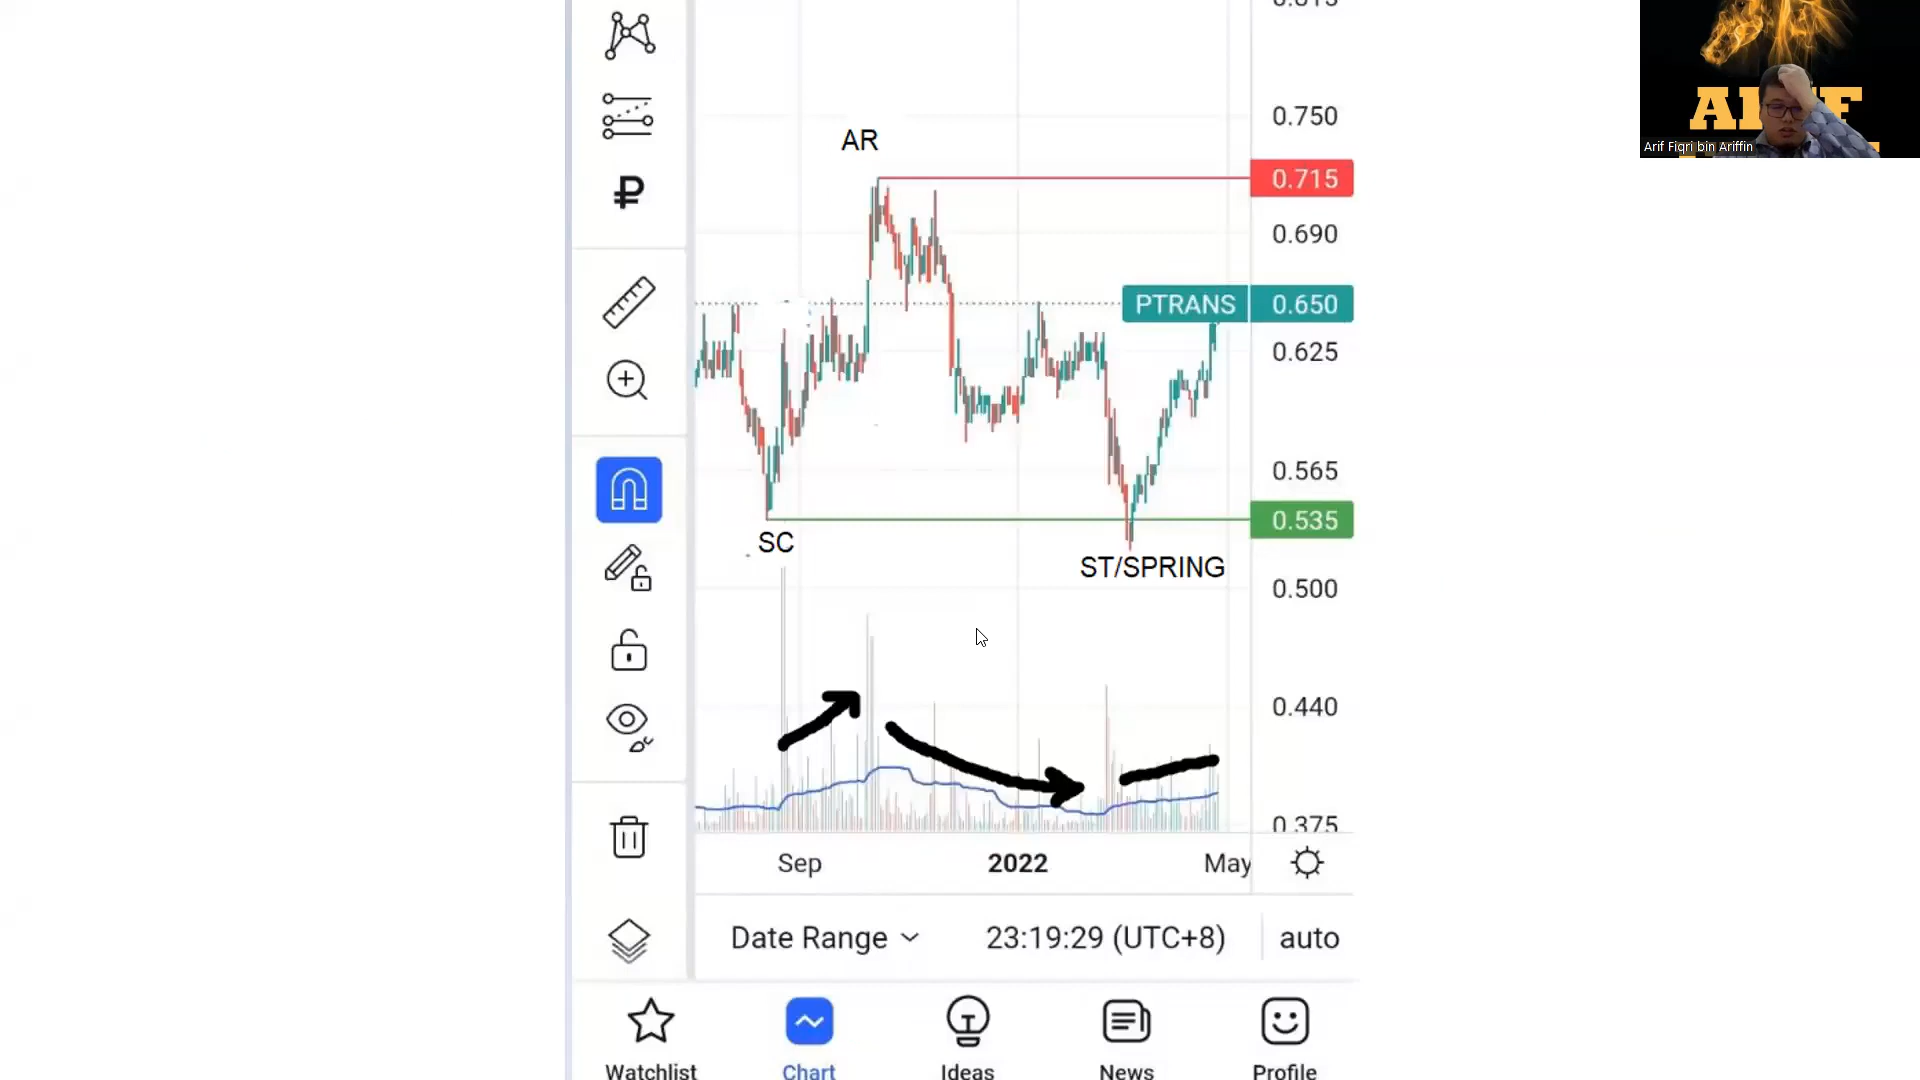 0.750
AR
0.715
0.690
PTRANS 0.650
0.625
0.565
0.535
SC
ST/SPRING
0.500
0.440
0.375
Sep 2022 May
Date Range 23:19:29 (UTC+8) auto
Watchlist Chart Ideas News Profile
Arif Fiqri bin Ariffin